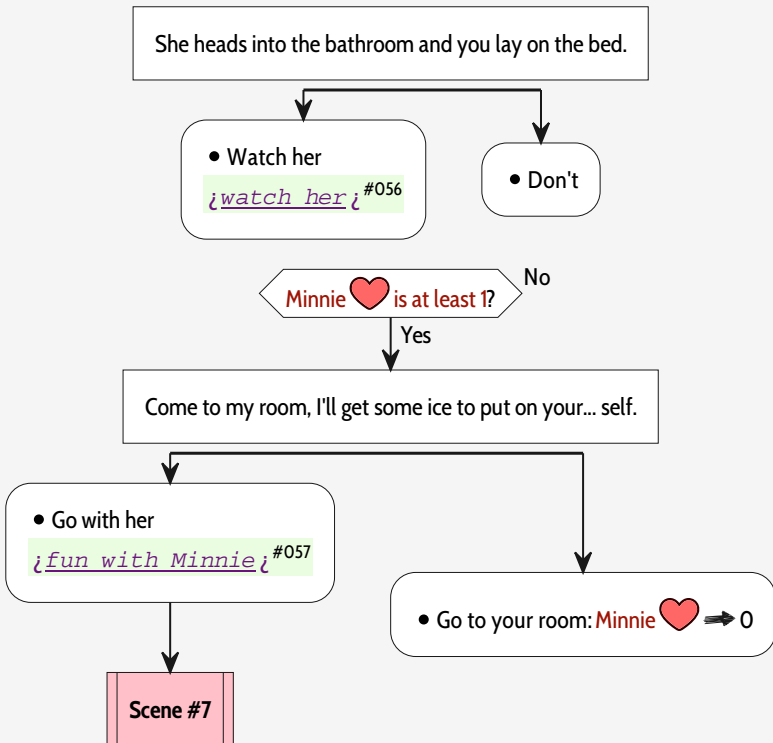 She heads into the bathroom and you lay on the bed.
• Watch her
¿watch her¿#056
• Don't
Minnie is at least 1?
No
Yes
Come to my room, I'll get some ice to put on your... self.
• Go with her
¿fun with Minnie¿#057
• Go to your room: Minnie 0
Scene #7